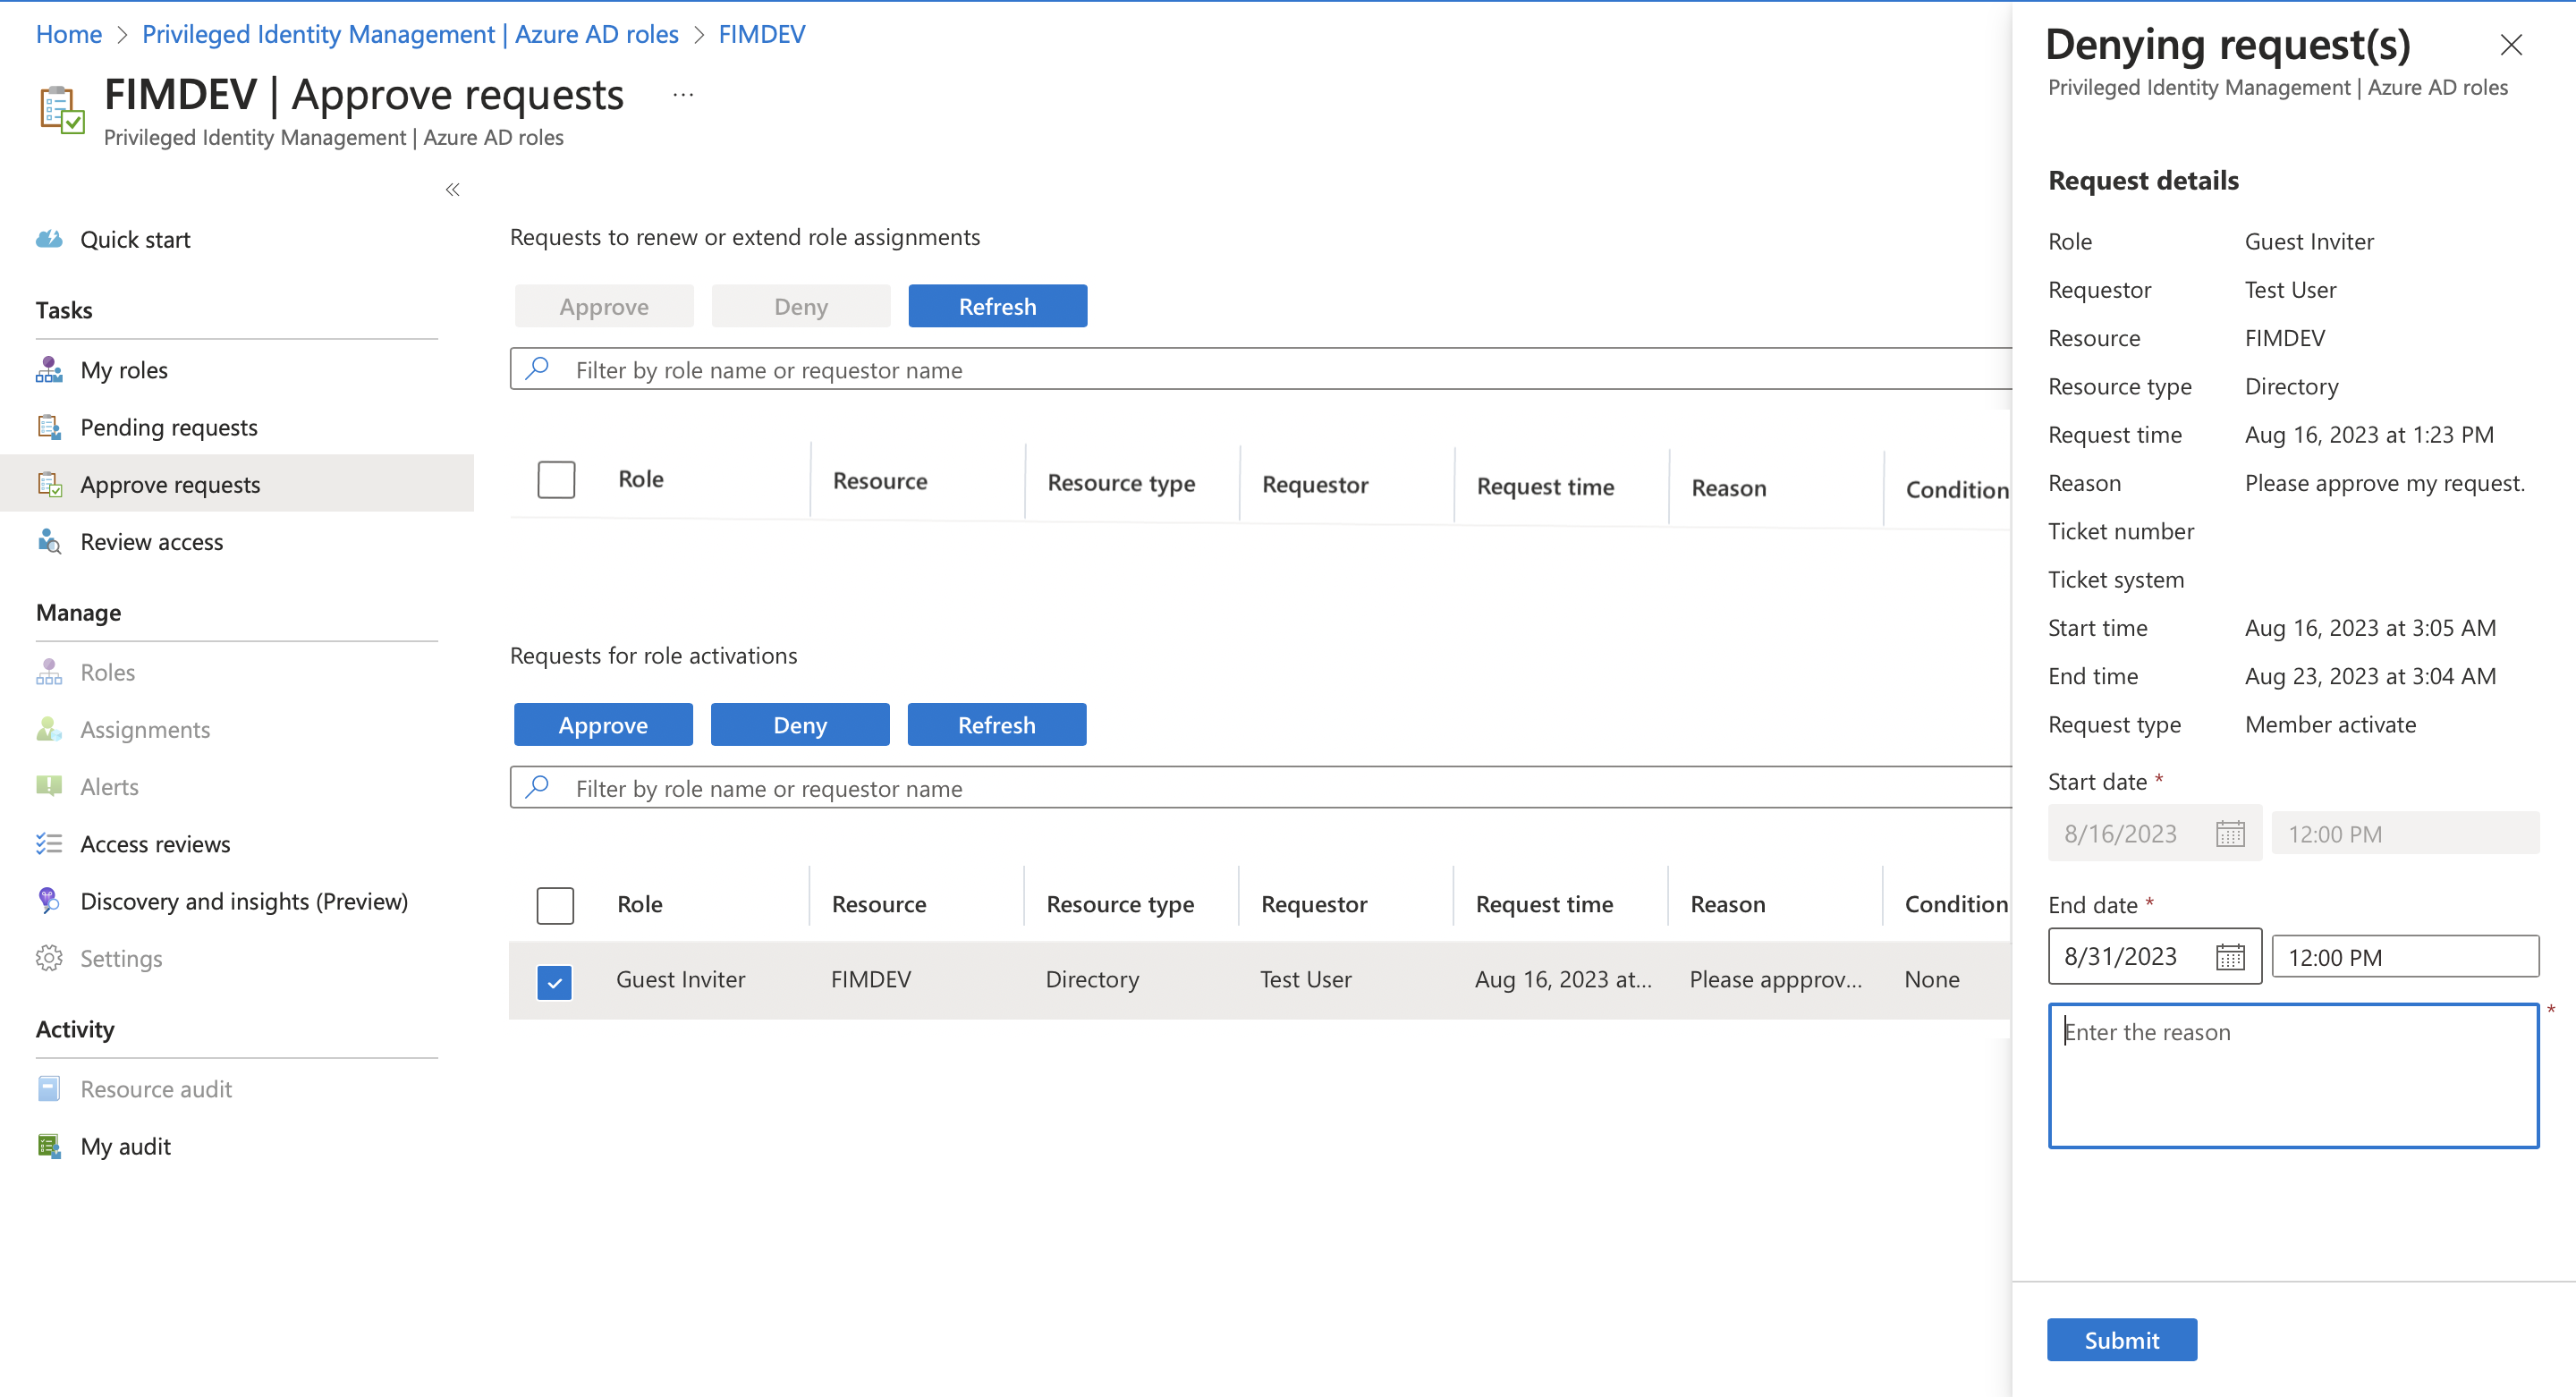 Home > Privileged Identity Management | Azure AD roles > FIMDEV
FIMDEV | Approve requests ...
Privileged Identity Management | Azure AD roles
«
Quick start
Tasks
My roles
Pending requests
Approve requests
Review access
Manage
Roles
Assignments
Alerts
Access reviews
Discovery and insights (Preview)
Settings
Activity
Resource audit
My audit
Requests to renew or extend role assignments
Approve Deny Refresh
Filter by role name or requestor name
Role Resource Resource type Requestor Request time Reason Condition
Requests for role activations
Approve Deny Refresh
Filter by role name or requestor name
Role Resource Resource type Requestor Request time Reason Condition
Guest Inviter FIMDEV Directory Test User Aug 16, 2023 at... Please appprov... None
Denying request(s)
Privileged Identity Management | Azure AD roles
Request details
Role Guest Inviter
Requestor Test User
Resource FIMDEV
Resource type Directory
Request time Aug 16, 2023 at 1:23 PM
Reason Please approve my request.
Ticket number
Ticket system
Start time Aug 16, 2023 at 3:05 AM
End time Aug 23, 2023 at 3:04 AM
Request type Member activate
Start date *
8/16/2023 12:00 PM
End date *
8/31/2023 12:00 PM
Enter the reason *
Submit